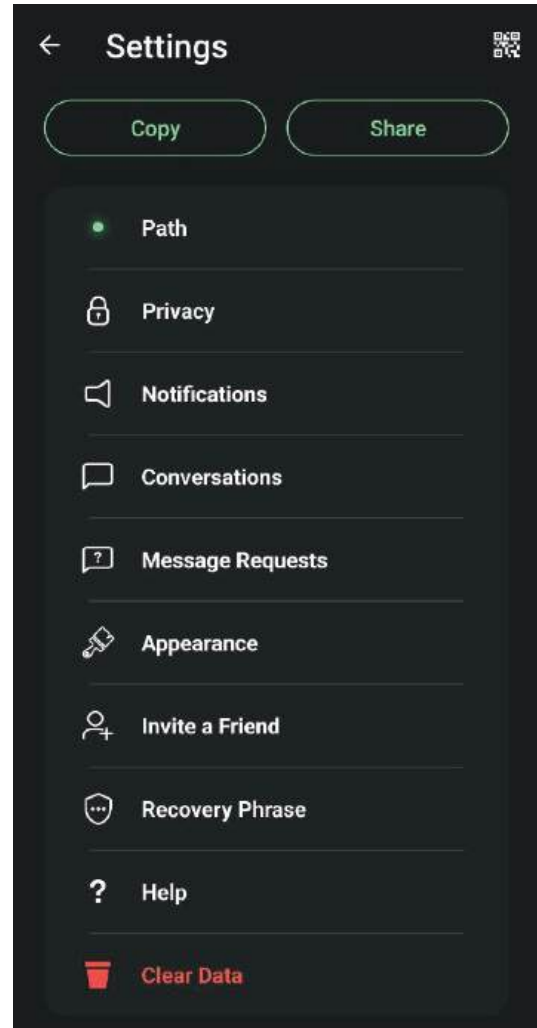 Settings
Copy Share
Path
Privacy
Notifications
Conversations
Message Requests
Appearance
Invite a Friend
Recovery Phrase
Help
Clear Data